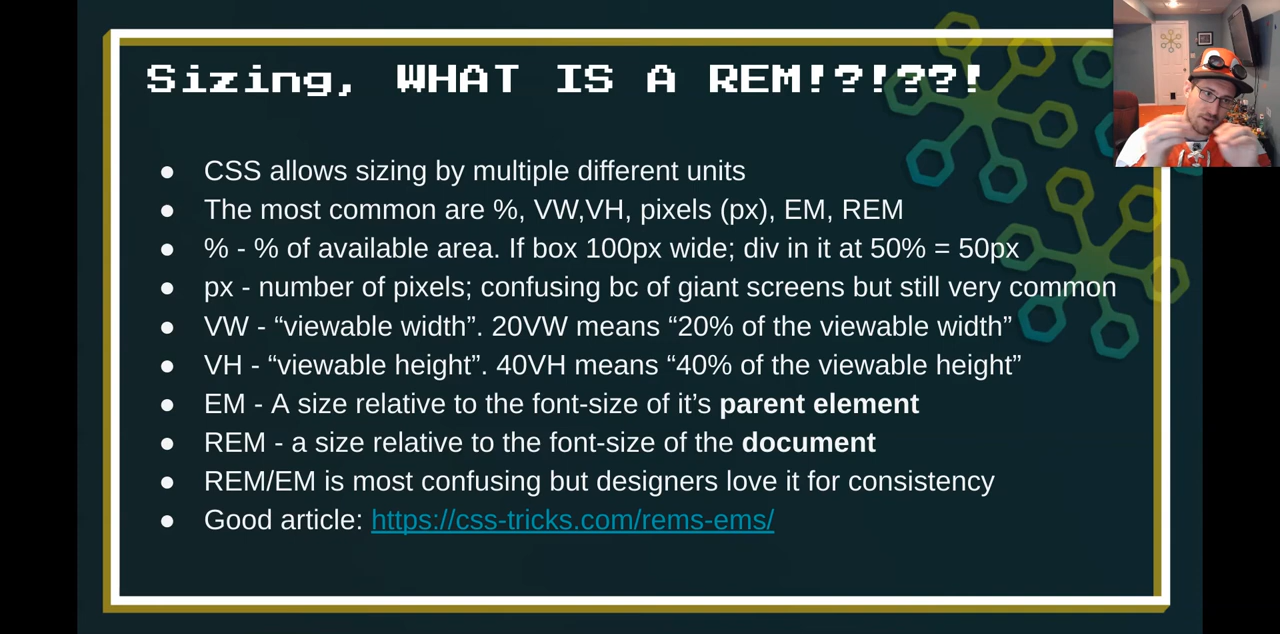 Sizing, WHAT IS A REM!?!??!
● CSS allows sizing by multiple different units
● The most common are %, VW,VH, pixels (px), EM, REM
● % - % of available area. If box 100px wide; div in it at 50% = 50px
● px - number of pixels; confusing bc of giant screens but still very common
● VW - “viewable width”. 20VW means “20% of the viewable width”
● VH - “viewable height”. 40VH means “40% of the viewable height”
● EM - A size relative to the font-size of it’s parent element
● REM - a size relative to the font-size of the document
● REM/EM is most confusing but designers love it for consistency
● Good article: https://css-tricks.com/rems-ems/